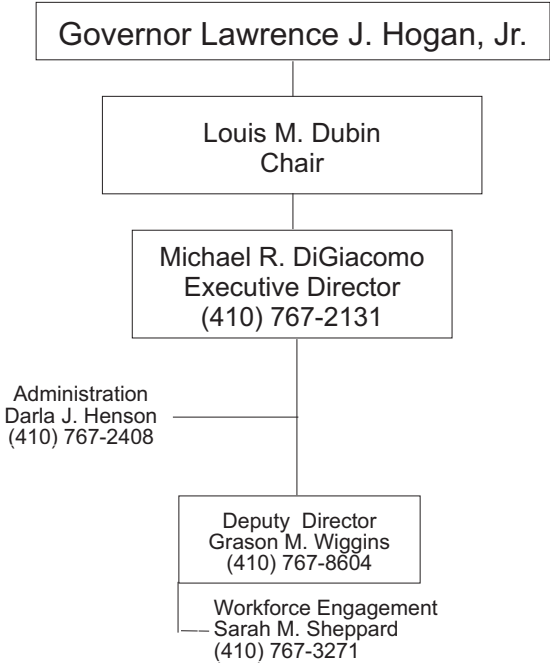 Governor Lawrence J. Hogan, Jr.
Louis M. Dubin
Chair
Michael R. DiGiacomo
Executive Director
(410) 767-2131
Administration
Darla J. Henson
(410) 767-2408
Deputy Director
Grason M. Wiggins
(410) 767-8604
Workforce Engagement
Sarah M. Sheppard
(410) 767-3271